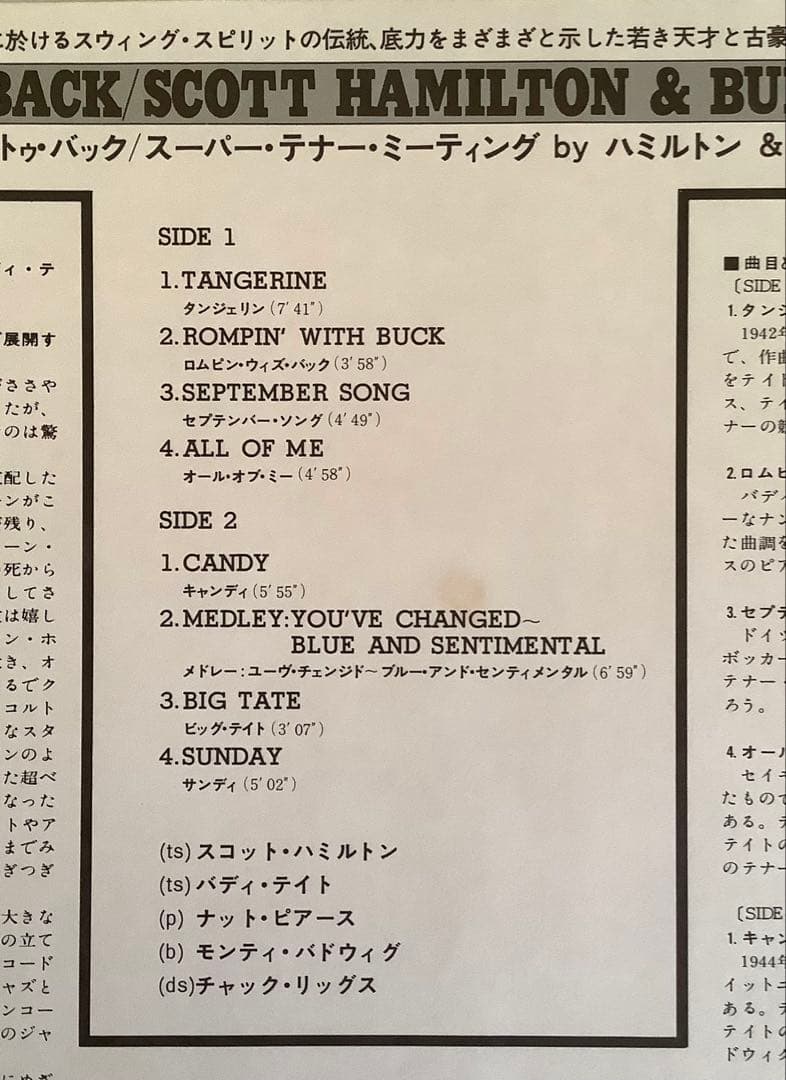 に於けるスウィング・スピリットの伝統、底力をまざまざと示した若き天才と古豪
BACK/SCOTT HAMILTON & BU
トゥ・バック/スーパー・テナー・ミーティング by ハミルトン &
ィ・テ
展開す
ささや
たが、
のは驚
配した
ンがこ
残り、
ーン・
死から
してさ
は嬉し
ン・ホ
き、オ
るでク
コルト
なスタ
ンのよ
た超ベ
なった
トやア
までみ
ぎつぎ
大きな
の立て
コード
ャズと
ンコー
のジャ
にめざ
SIDE 1
1.TANGERINE
タンジェリン(7′41″)
2.ROMPIN' WITH BUCK
ロムピン・ウィズ・バック(3′58″)
3.SEPTEMBER SONG
セプテンバー・ソング(4′49″)
4.ALL OF ME
オール・オブ・ミー(4′58″)
SIDE 2
1.CANDY
キャンディ(5′55″)
2.MEDLEY:YOU'VE CHANGED~
BLUE AND SENTIMENTAL
メドレー:ユーヴ・チェンジド~ブルー・アンド・センティメンタル(6′59″)
3.BIG TATE
ビッグ・テイト(3′07″)
4.SUNDAY
サンディ(5′02″)
(ts)スコット・ハミルトン
(ts)バディ・テイト
(p) ナット・ピアース
(b) モンティ・バドウィグ
(ds)チャック・リッグス
■曲目
〔SIDE
1.タンジ
1942年
で、作曲
をテイト
ス、テイ
ナーの競
2.ロムピ
バディ
ーなナン
た曲調を
スのピア
3.セプテ
ドイツ
ボッカー
テナー・
ろう。
4.オール
セイモ
たもので
ある。テ
テイトの
のテナー
〔SIDE
1.キャン
1944年
イットニ
ある。テ
テイトの
ドウィグ